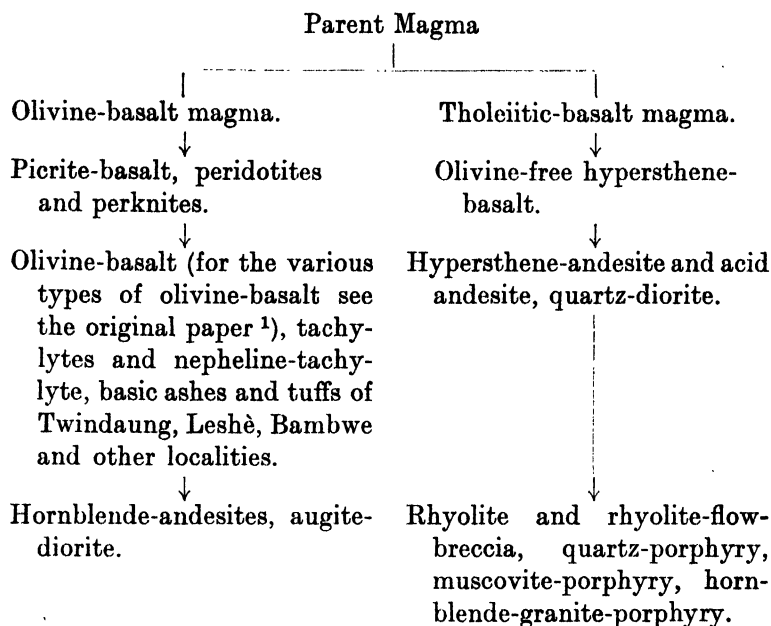 Parent Magma
Olivine-basalt magma.
Picrite-basalt, peridotites
and perknites.
Olivine-basalt (for the various
types of olivine-basalt see
the original paper ¹), tachy-
lytes and nepheline-tachy-
lyte, basic ashes and tuffs of
Twindaung, Leshè, Bambwe
and other localities.
Hornblende-andesites, augite-
diorite.
Tholeiitic-basalt magma.
Olivine-free hypersthene-
basalt.
Hypersthene-andesite and acid
andesite, quartz-diorite.
Rhyolite and rhyolite-flow-
breccia, quartz-porphyry,
muscovite-porphyry, horn-
blende-granite-porphyry.